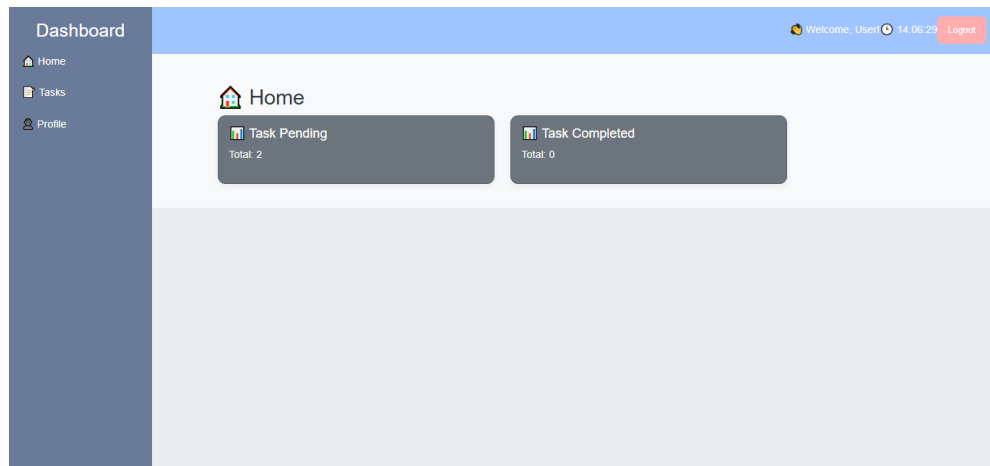 Dashboard
Welcome, User! 14:06:29 Logout
Home
Tasks
Profile
Home
Task Pending
Total: 2
Task Completed
Total: 0